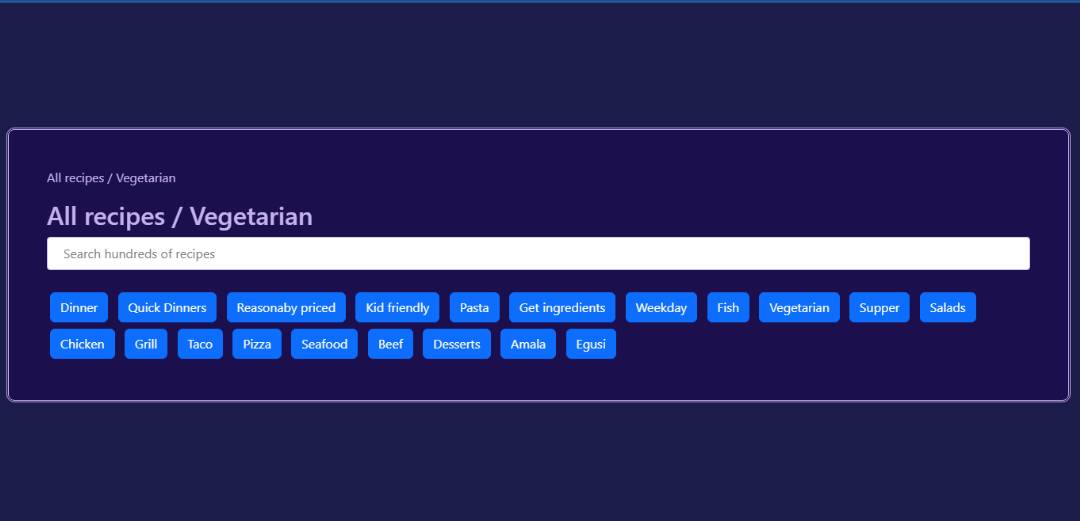 All recipes / Vegetarian
All recipes / Vegetarian
Search hundreds of recipes
Dinner Quick Dinners Reasonaby priced Kid friendly Pasta Get ingredients Weekday Fish Vegetarian Supper Salads
Chicken Grill Taco Pizza Seafood Beef Desserts Amala Egusi